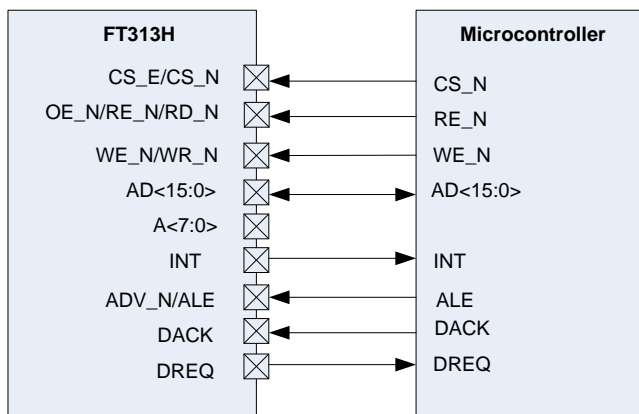 FT313H
Microcontroller
CS_E/CS_N
CS_N
OE_N/RE_N/RD_N
RE_N
WE_N/WR_N
WE_N
AD<15:0>
AD<15:0>
A<7:0>
INT
INT
ADV_N/ALE
ALE
DACK
DACK
DREQ
DREQ